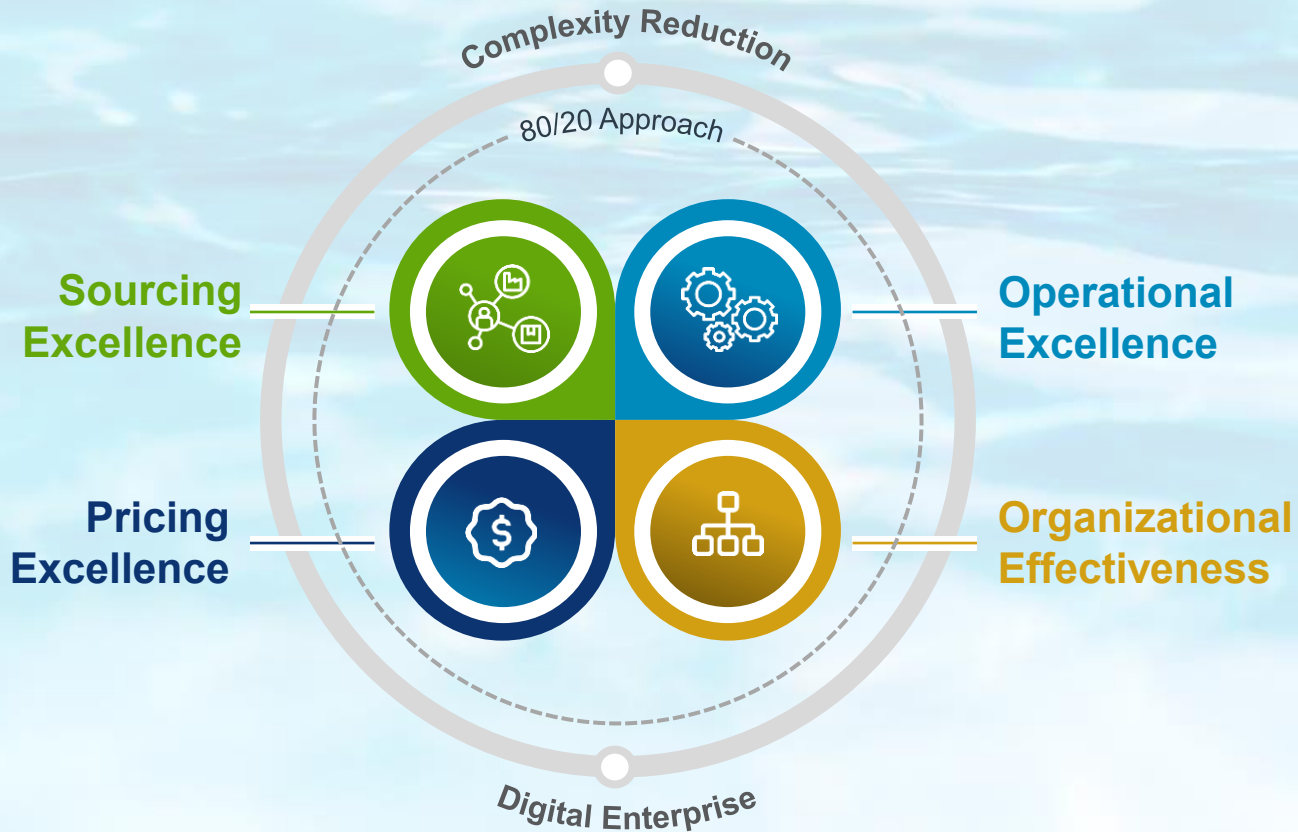 Complexity Reduction
80/20 Approach
Sourcing
Excellence
Operational
Excellence
Pricing
Excellence
$
Organizational
Effectiveness
Digital Enterprise